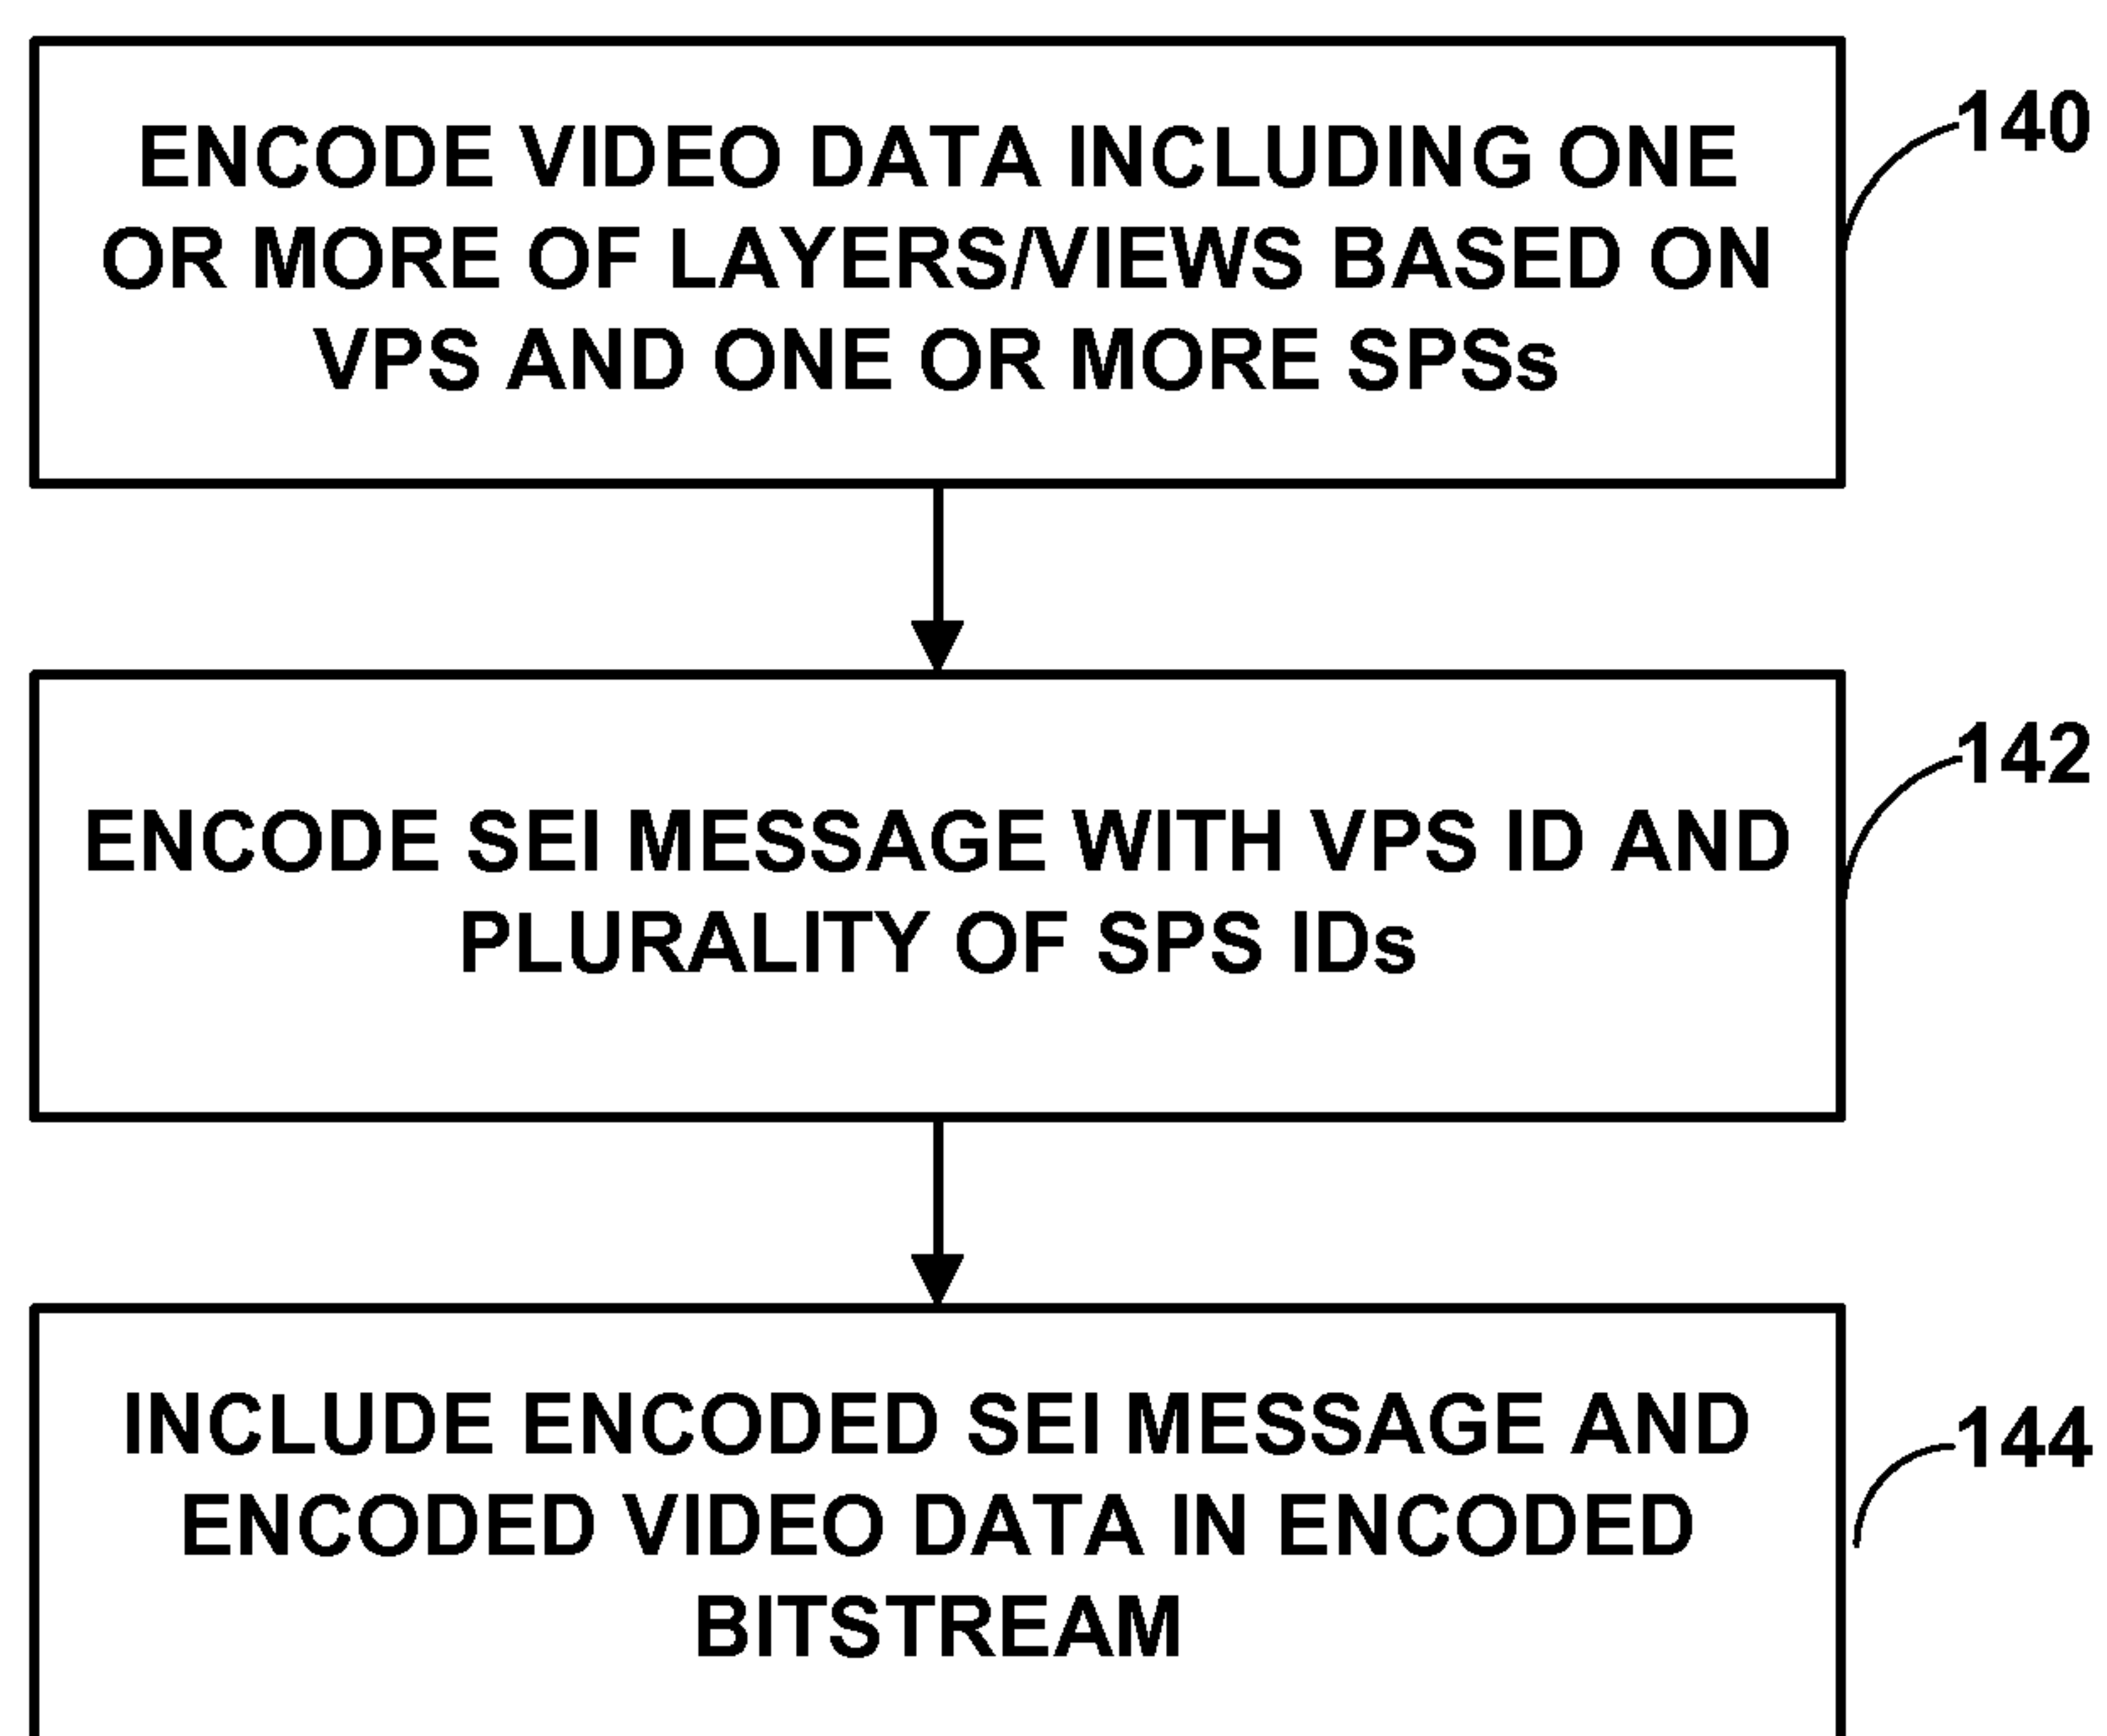 ENCODE VIDEO DATA INCLUDING ONE
OR MORE OF LAYERS/VIEWS BASED ON
VPS AND ONE OR MORE SPSs
140
ENCODE SEI MESSAGE WITH VPS ID AND
PLURALITY OF SPS IDs
142
INCLUDE ENCODED SEI MESSAGE AND
ENCODED VIDEO DATA IN ENCODED
BITSTREAM
144